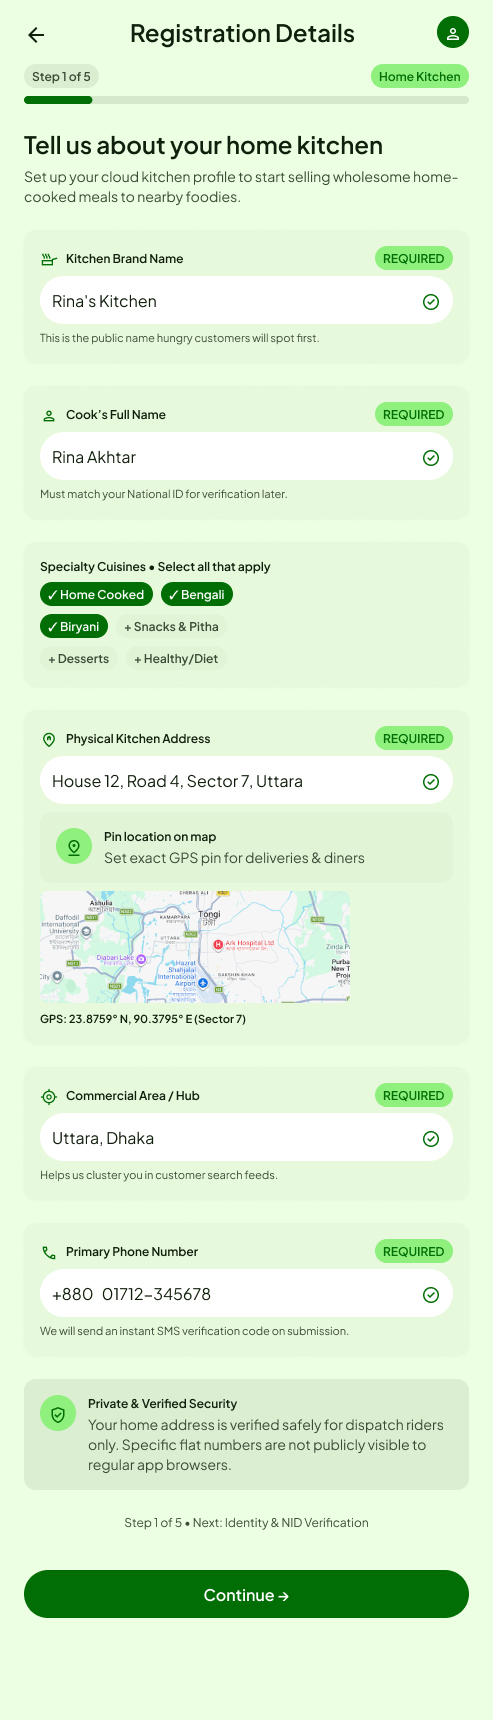 Registration Details
Step 1 of 5
Home Kitchen
Tell us about your home kitchen
Set up your cloud kitchen profile to start selling wholesome home-
cooked meals to nearby foodies.
Kitchen Brand Name
REQUIRED
Rina's Kitchen
This is the public name hungry customers will spot first.
Cook's Full Name
REQUIRED
Rina Akhtar
Must match your National ID for verification later.
Specialty Cuisines • Select all that apply
✓ Home Cooked
✓ Bengali
✓ Biryani
+ Snacks & Pitha
+ Desserts
+ Healthy/Diet
Physical Kitchen Address
REQUIRED
House 12, Road 4, Sector 7, Uttara
Pin location on map
Set exact GPS pin for deliveries & diners
CHERAG ALI
Ashulia
Tongi
Daffodil
International
University
KAMARPARA
UTTARA
Ark Hospital Ltd
Zinda P
Diabari Lake
Hazrat
Shahjalal
International
Airport
DAKSHIN KHAN
Purba
New T
Proj
City
GPS: 23.8759° N, 90.3795° E (Sector 7)
Commercial Area / Hub
REQUIRED
Uttara, Dhaka
Helps us cluster you in customer search feeds.
Primary Phone Number
REQUIRED
+880 01712-345678
We will send an instant SMS verification code on submission.
Private & Verified Security
Your home address is verified safely for dispatch riders
only. Specific flat numbers are not publicly visible to
regular app browsers.
Step 1 of 5 • Next: Identity & NID Verification
Continue →